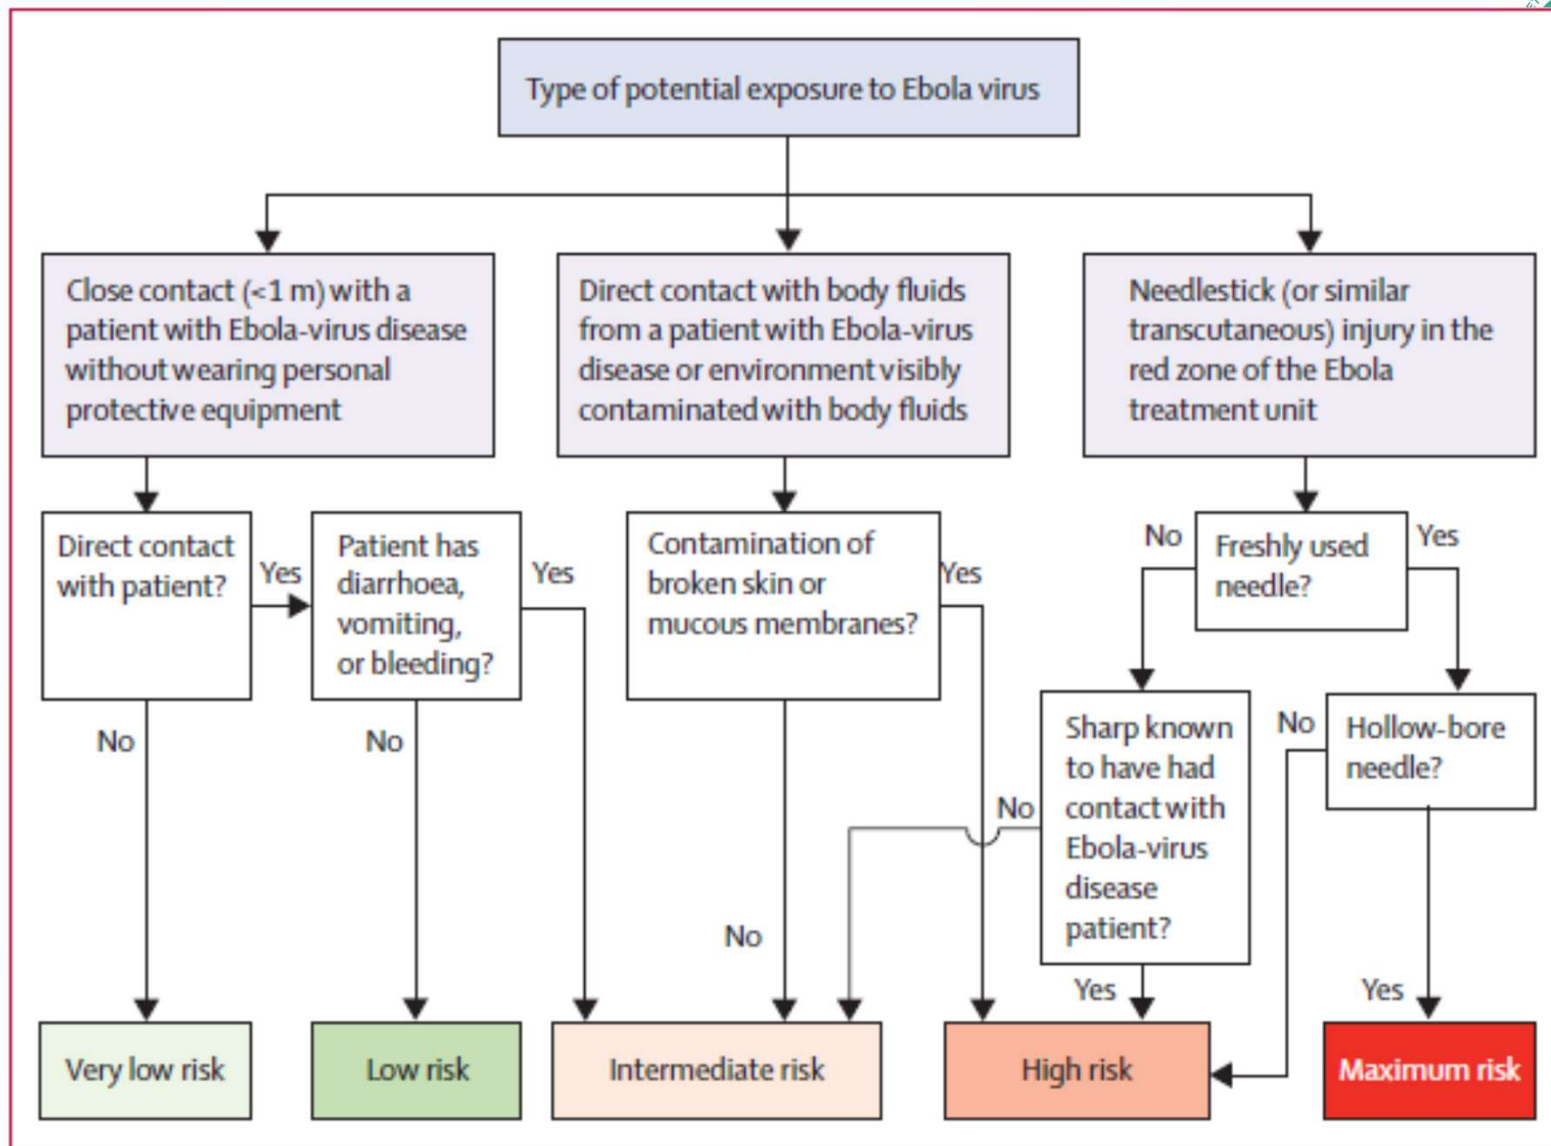 Type of potential exposure to Ebola virus
Close contact (<1 m) with a
patient with Ebola-virus disease
without wearing personal
protective equipment
Direct contact with body fluids
from a patient with Ebola-virus
disease or environment visibly
contaminated with body fluids
Needlestick (or similar
transcutaneous) injury in the
red zone of the Ebola
treatment unit
Direct contact
with patient?
Yes
No
Patient has
diarrhoea,
vomiting,
or bleeding?
Yes
No
Contamination of
broken skin or
mucous membranes?
Yes
No
No
Freshly used
needle?
Yes
Sharp known
to have had
contact with
Ebola-virus
disease
patient?
No
Yes
No
Hollow-bore
needle?
Yes
Very low risk
Low risk
Intermediate risk
High risk
Maximum risk